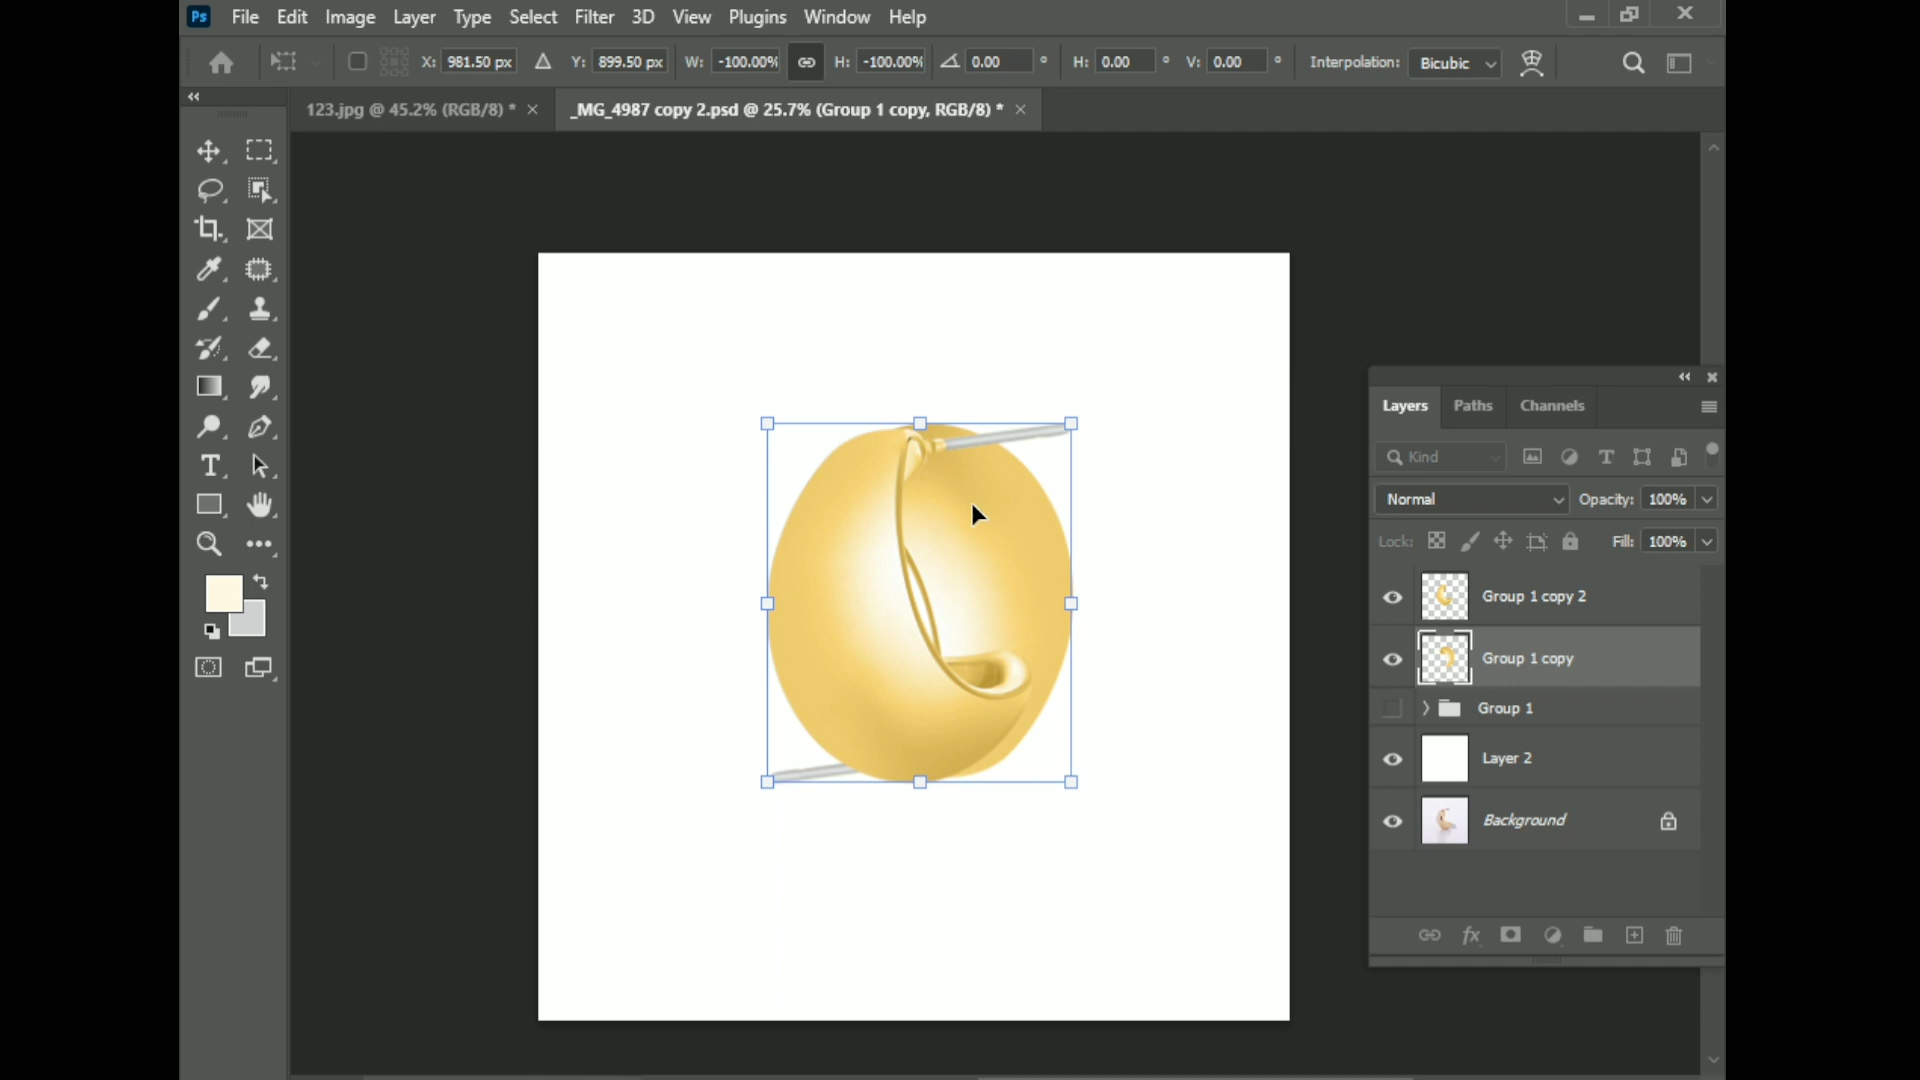 Ps File Edit Image Layer Type Select Filter 3D View Plugins Window Help
X: 981.50 px Y: 899.50 px W: -100.00% H: -100.00% 0.00 ° H: 0.00 ° V: 0.00 ° Interpolation: Bicubic
123.jpg @ 45.2% (RGB/8) * _MG_4987 copy 2.psd @ 25.7% (Group 1 copy, RGB/8) *
Layers Paths Channels
Kind
Normal Opacity: 100%
Lock: Fill: 100%
Group 1 copy 2
Group 1 copy
Group 1
Layer 2
Background